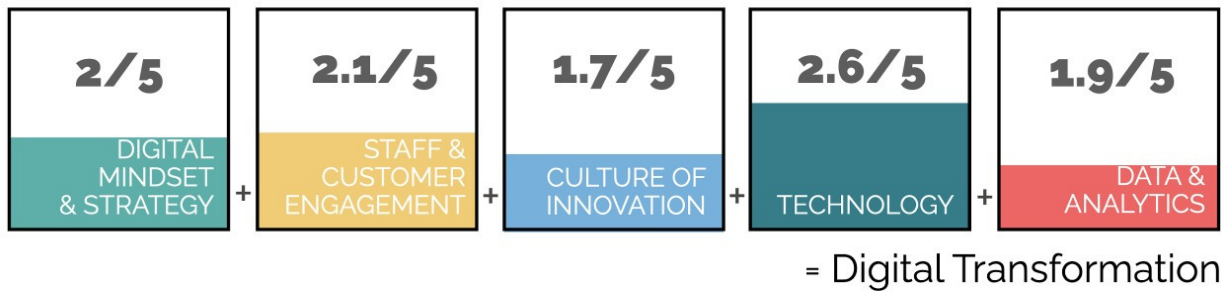 2/5
DIGITAL
MINDSET
& STRATEGY
+
2.1/5
STAFF &
CUSTOMER
ENGAGEMENT
+
1.7/5
CULTURE OF
INNOVATION
+
2.6/5
TECHNOLOGY
+
1.9/5
DATA &
ANALYTICS
= Digital Transformation